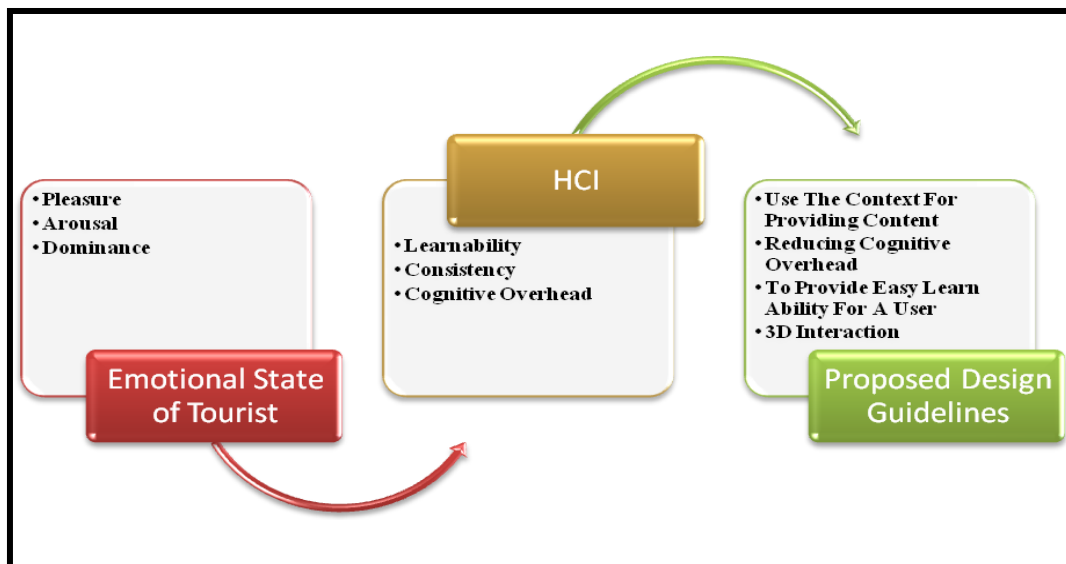 • Pleasure
• Arousal
• Dominance
Emotional State
of Tourist
HCI
• Learnability
• Consistency
• Cognitive Overhead
• Use The Context For
Providing Content
• Reducing Cognitive
Overhead
• To Provide Easy Learn
Ability For A User
• 3D Interaction
Proposed Design
Guidelines